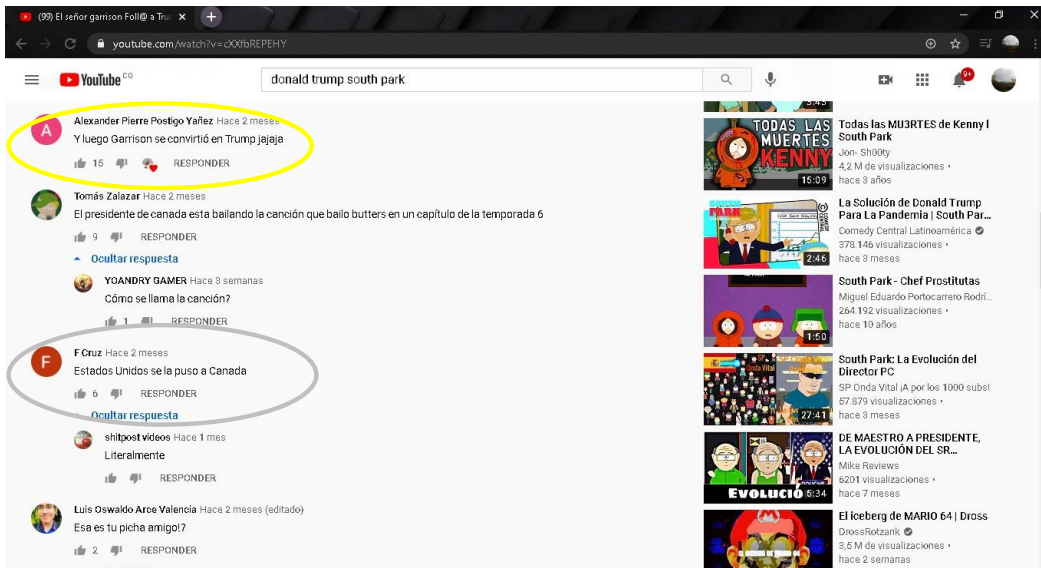 (99) El señor garrison Foll@ a Trur
youtube.com/watch?v=cXXfbREPEHY
YouTube CO
donald trump south park
9+
Alexander Pierre Postigo Yañez Hace 2 meses
Y luego Garrison se convirtió en Trump jajaja
15 RESPONDER
Tomás Zalazar Hace 2 meses
El presidente de canada esta bailando la canción que bailo butters en un capítulo de la temporada 6
9 RESPONDER
Ocultar respuesta
YOANDRY GAMER Hace 3 semanas
Cómo se llama la canción?
1 RESPONDER
F Cruz Hace 2 meses
Estados Unidos se la puso a Canada
6 RESPONDER
Ocultar respuesta
shitpost videos Hace 1 mes
Literalmente
RESPONDER
Luis Oswaldo Arce Valencia Hace 2 meses (editado)
Esa es tu picha amigo!?
2 RESPONDER
3:43
TODAS LAS
MUERTES
KENNY
15:09
Todas las MU3RTES de Kenny l
South Park
Jon- Sh00ty
4,2 M de visualizaciones •
hace 3 años
2:46
La Solución de Donald Trump
Para La Pandemia | South Par...
Comedy Central Latinoamérica
378.146 visualizaciones •
hace 3 meses
1:50
South Park - Chef Prostitutas
Miguel Eduardo Portocarrero Rodrí...
264.192 visualizaciones •
hace 10 años
SP
Onda Vital
27:41
South Park: La Evolución del
Director PC
SP Onda Vital ¡A por los 1000 subs!
57.879 visualizaciones •
hace 3 meses
EVOLUCIÓ
5:34
DE MAESTRO A PRESIDENTE,
LA EVOLUCIÓN DEL SR...
Mike Reviews
6201 visualizaciones •
hace 7 meses
El iceberg de MARIO 64 | Dross
DrossRotzank
3,5 M de visualizaciones •
hace 2 semanas